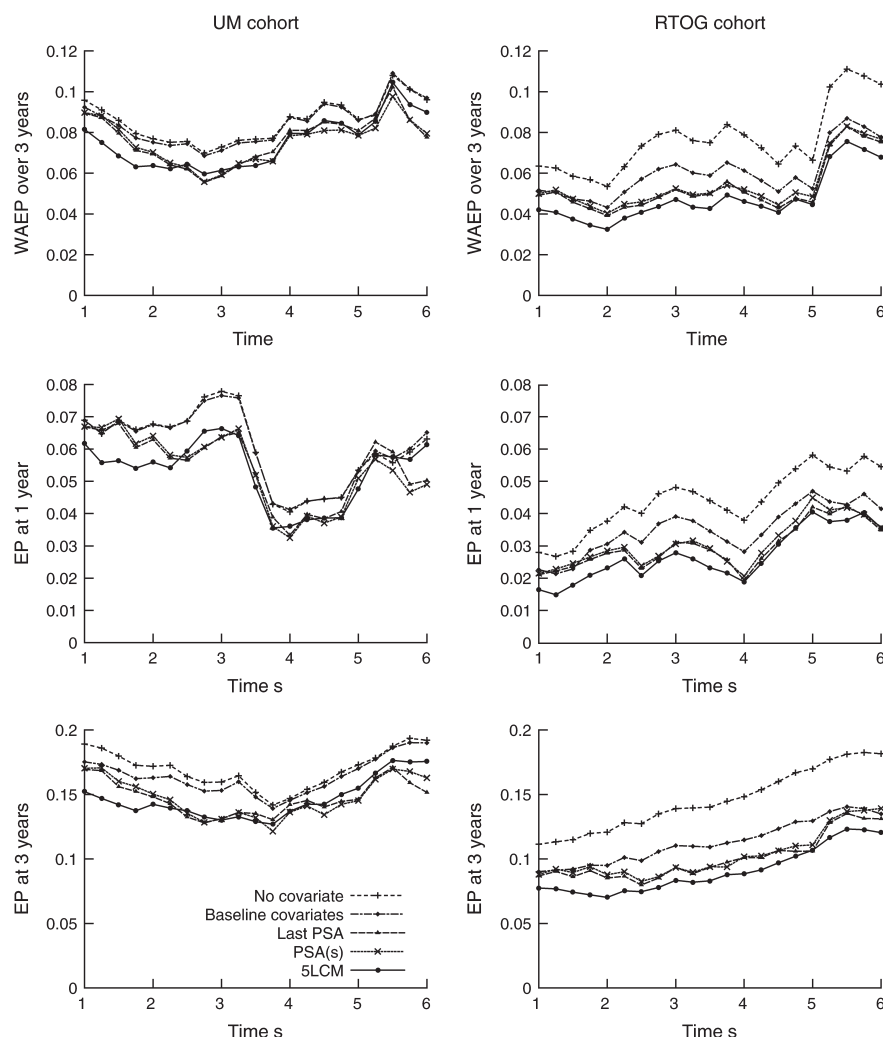 UM cohort
RTOG cohort
WAEP over 3 years
0.12
0.1
0.08
0.06
0.04
0.02
0
1 2 3 4 5 6
Time
WAEP over 3 years
0.12
0.1
0.08
0.06
0.04
0.02
0
1 2 3 4 5 6
Time
EP at 1 year
0.08
0.07
0.06
0.05
0.04
0.03
0.02
0.01
0
1 2 3 4 5 6
Time s
EP at 1 year
0.08
0.07
0.06
0.05
0.04
0.03
0.02
0.01
0
1 2 3 4 5 6
Time s
EP at 3 years
0.2
0.15
0.1
0.05
0
No covariate
Baseline covariates
Last PSA
PSA(s)
5LCM
1 2 3 4 5 6
Time s
EP at 3 years
0.2
0.15
0.1
0.05
0
1 2 3 4 5 6
Time s